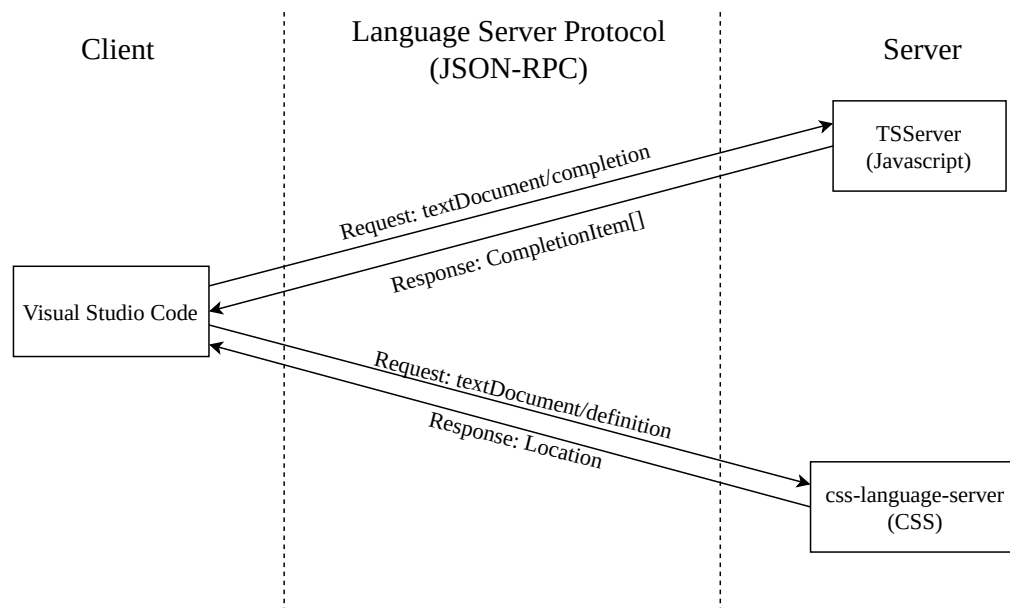 Client
Language Server Protocol
(JSON-RPC)
Server
TSServer
(Javascript)
Request: textDocument/completion
Response: CompletionItem[]
Visual Studio Code
Request: textDocument/definition
Response: Location
css-language-server
(CSS)